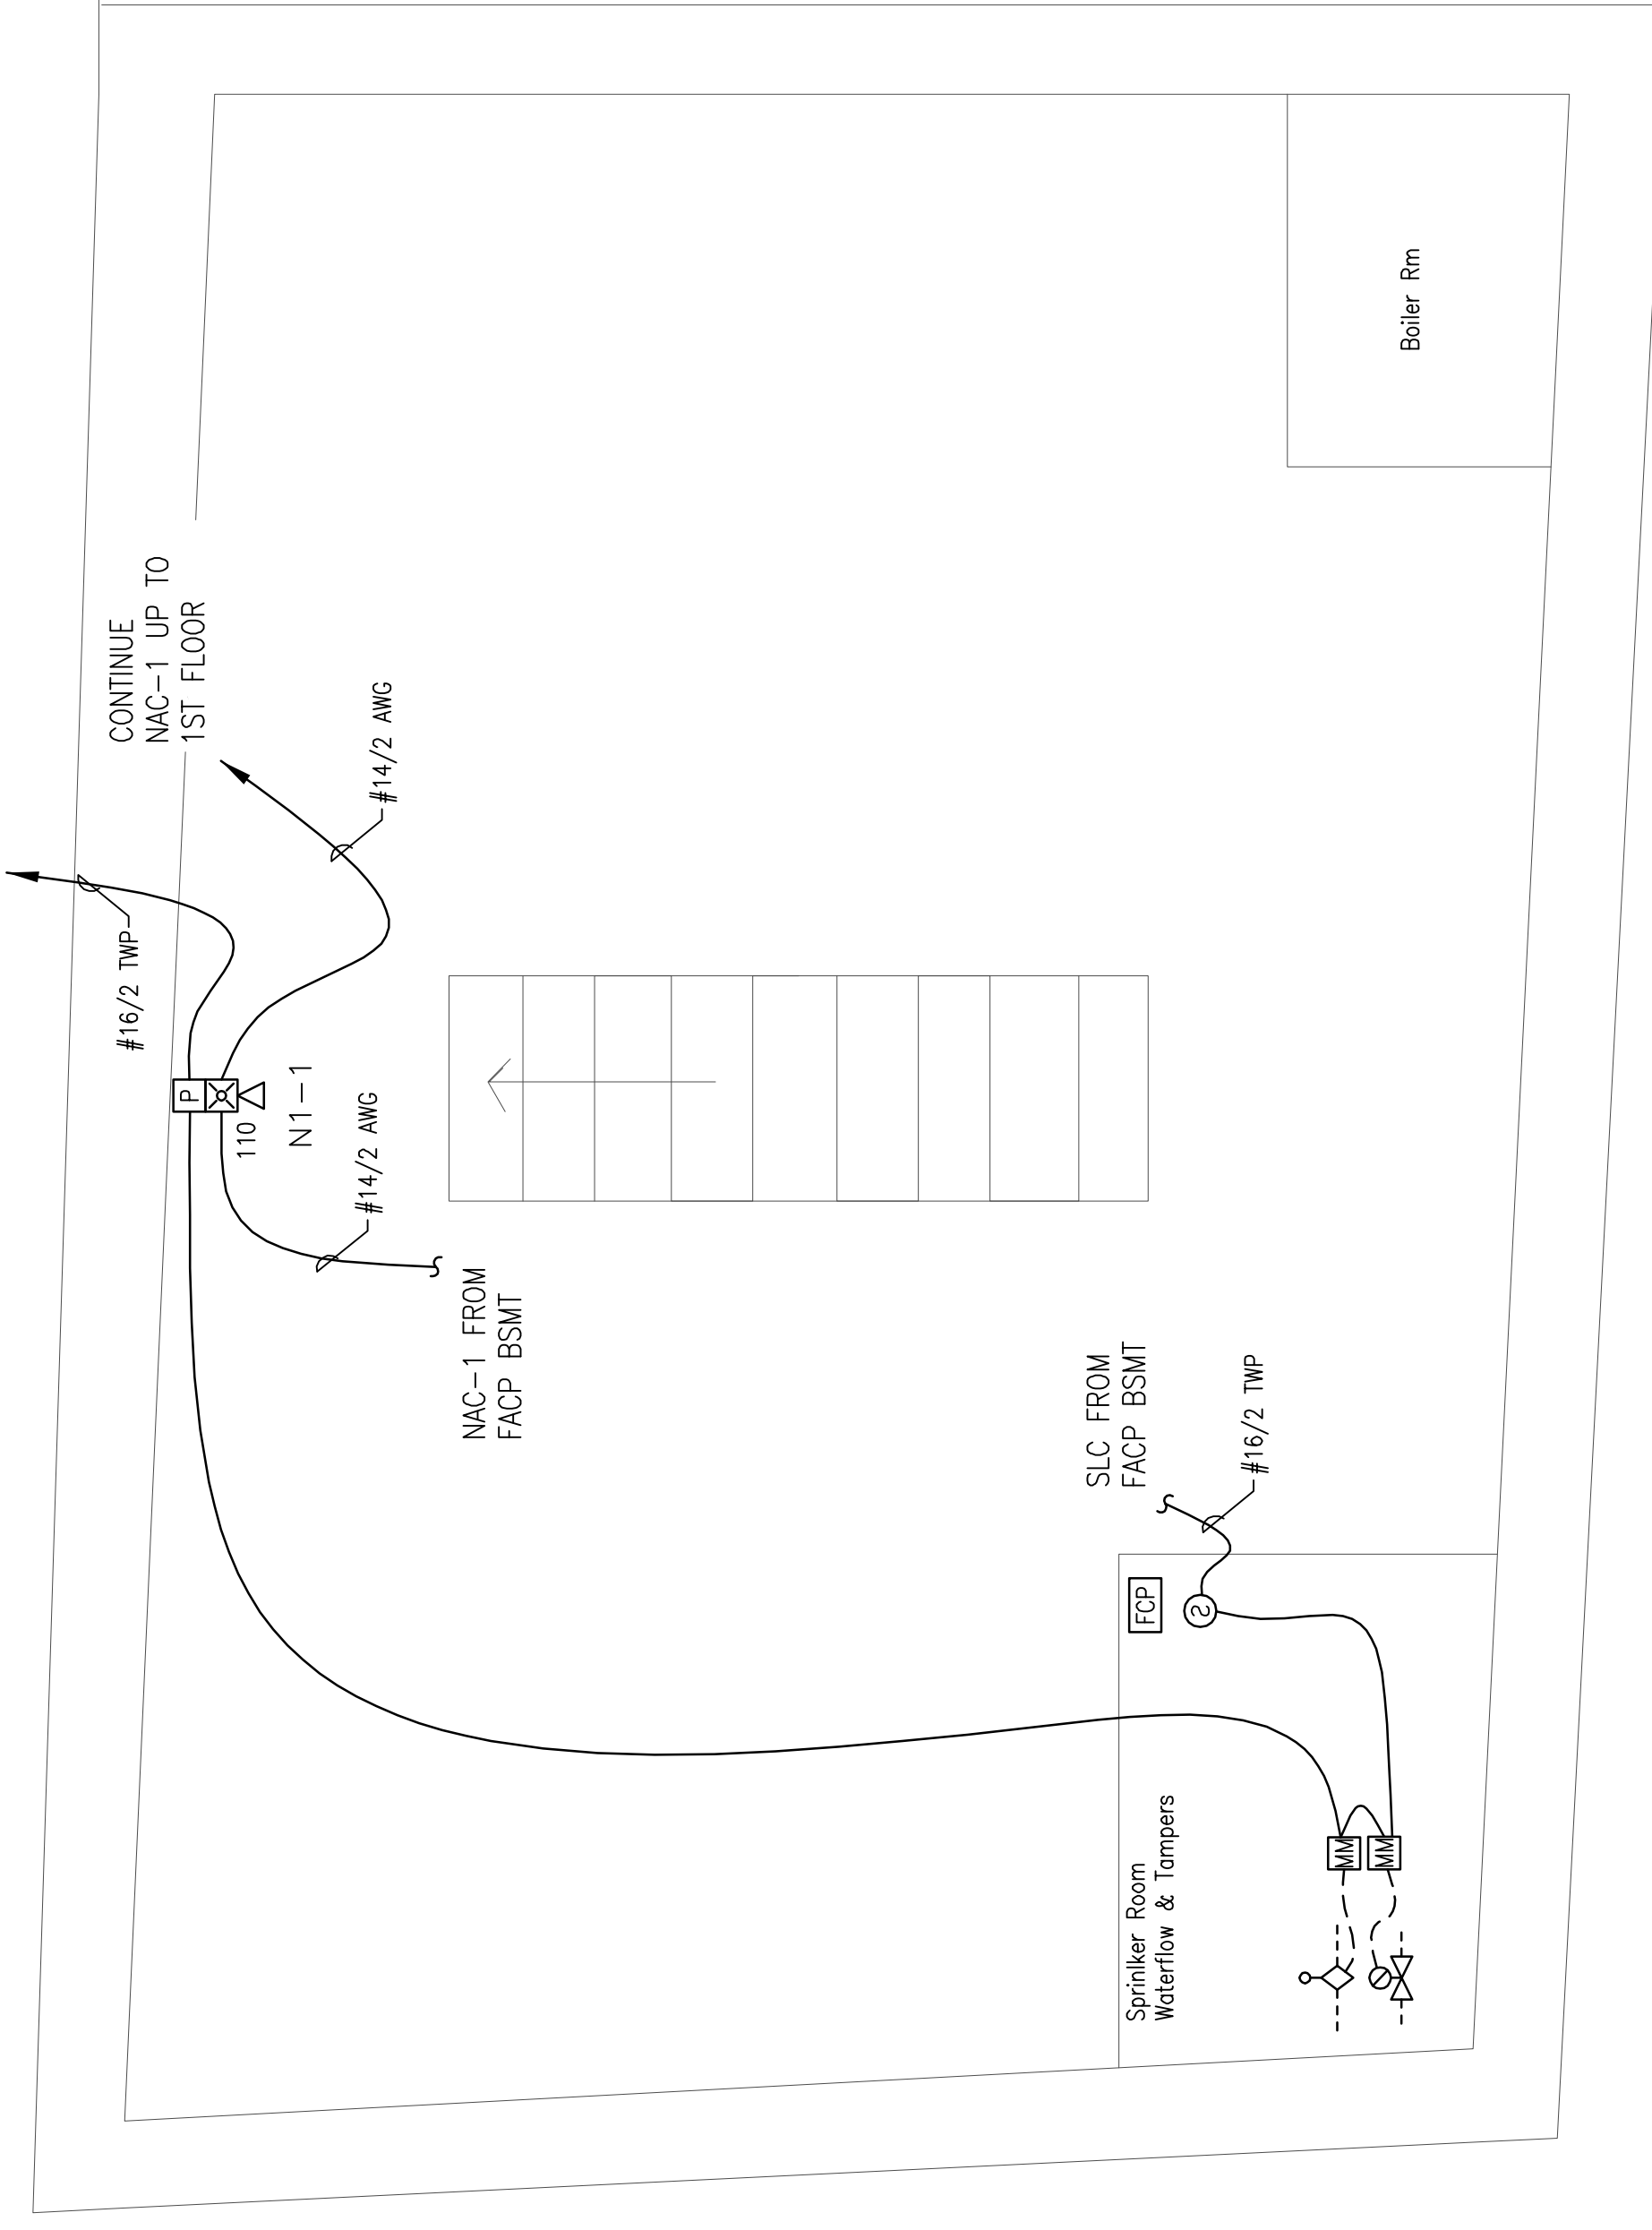 CONTINUE
NAC-1 UP TO
1ST FLOOR
#16/2 TWP
#14/2 AWG
P
110
N1-1
#14/2 AWG
NAC-1 FROM
FACP BSMT
Boiler Rm
SLC FROM
FACP BSMT
#16/2 TWP
FCP
S
Sprinlker Room
Waterflow & Tampers
MM
MM